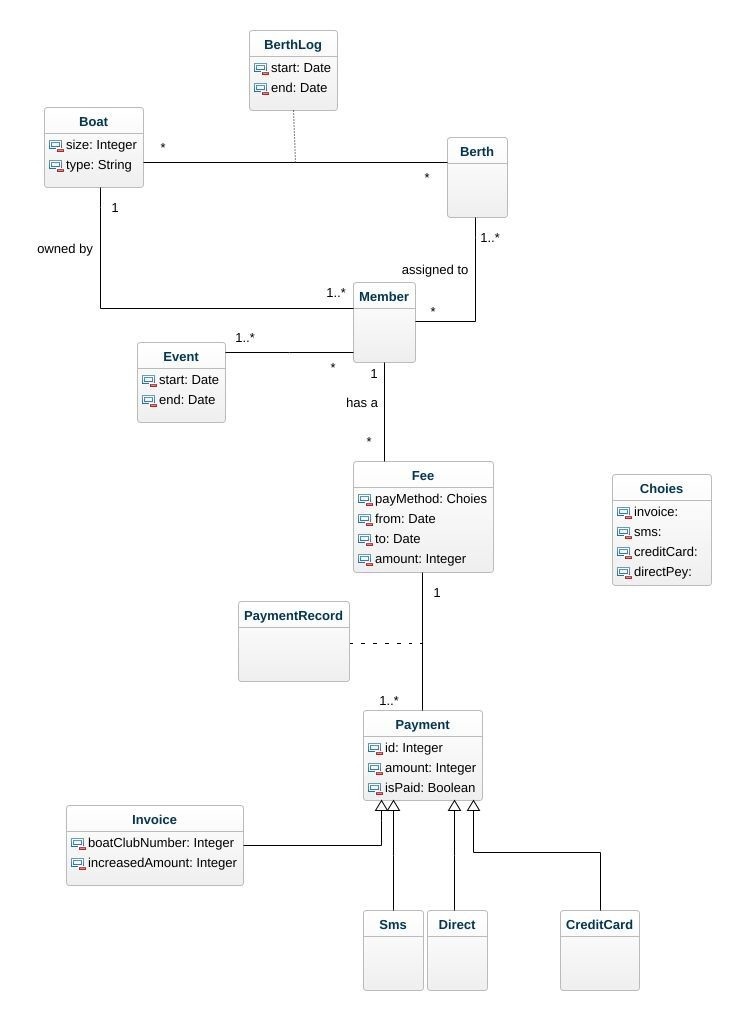 BerthLog
start: Date
end: Date
Boat
size: Integer
type: String
*
*
Berth
1
owned by
1..*
1..*
assigned to
*
Member
Event
start: Date
end: Date
1..*
*
1
has a
*
Fee
payMethod: Choies
from: Date
to: Date
amount: Integer
Choies
invoice:
sms:
creditCard:
directPey:
1
PaymentRecord
1..*
Payment
id: Integer
amount: Integer
isPaid: Boolean
Invoice
boatClubNumber: Integer
increasedAmount: Integer
Sms
Direct
CreditCard